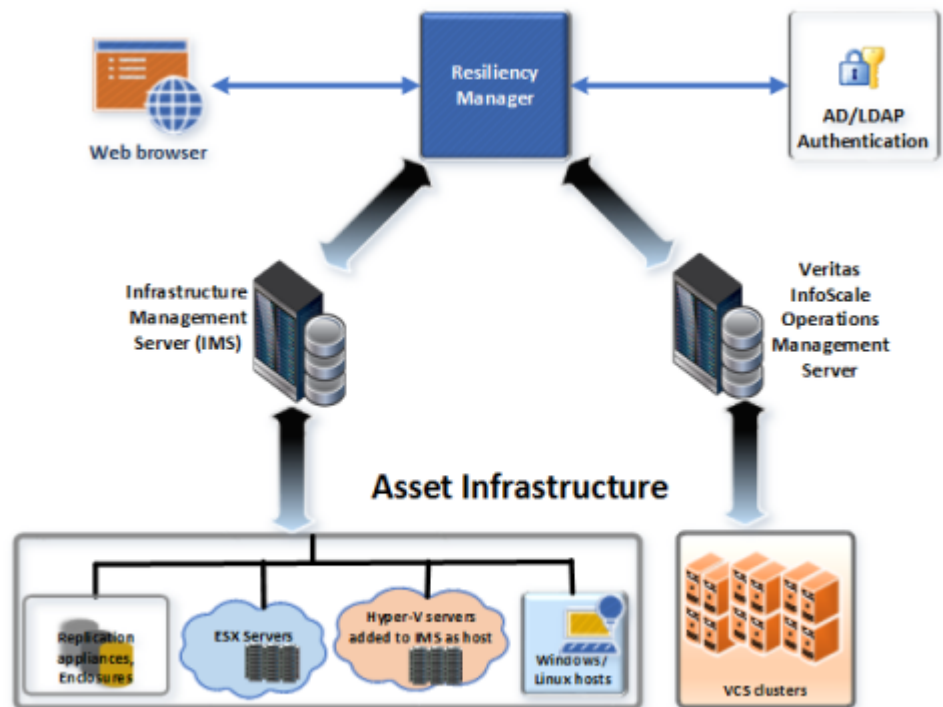 Resiliency
Manager
Web browser
AD/LDAP
Authentication
Infrastructure
Management
Server (IMS)
Veritas
InfoScale
Operations
Management
Server
Asset Infrastructure
Replication
appliances,
Enclosures
ESX Servers
Hyper-V servers
added to IMS as host
Windows/
Linux hosts
VCS clusters